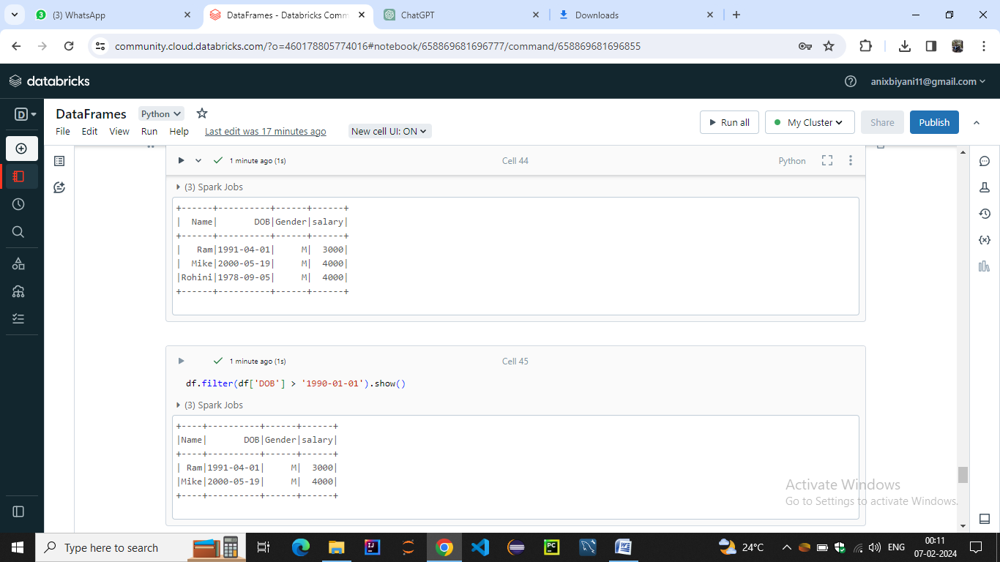 (3) WhatsApp
DataFrames - Databricks Comm
ChatGPT
Downloads
community.cloud.databricks.com/?o=460178805774016#notebook/658869681696777/command/658869681696855
databricks
anixbiyani11@gmail.com
D
DataFrames
Python
File Edit View Run Help Last edit was 17 minutes ago New cell UI: ON
Run all
My Cluster
Share
Publish
1 minute ago (1s)
Cell 44
Python
(3) Spark Jobs
+------+----------+------+------+
|  Name|       DOB|Gender|salary|
+------+----------+------+------+
|   Ram|1991-04-01|     M|  3000|
|  Mike|2000-05-19|     M|  4000|
|Rohini|1978-09-05|     M|  4000|
+------+----------+------+------+
1 minute ago (1s)
Cell 45
df.filter(df['DOB'] > '1990-01-01').show()
(3) Spark Jobs
+----+----------+------+------+
|Name|       DOB|Gender|salary|
+----+----------+------+------+
| Ram|1991-04-01|     M|  3000|
|Mike|2000-05-19|     M|  4000|
+----+----------+------+------+
Activate Windows
Go to Settings to activate Windows.
Type here to search
24°C
ENG
00:11
07-02-2024